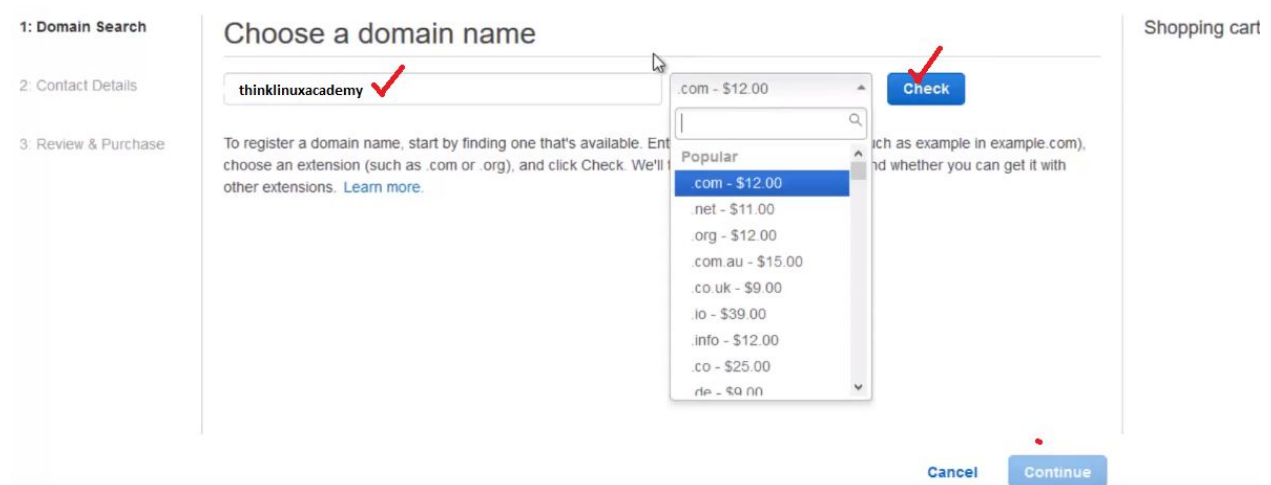 1: Domain Search
2: Contact Details
3: Review & Purchase
Choose a domain name
thinklinuxacademy
.com - $12.00
Check
To register a domain name, start by finding one that's available. Ent
uch as example in example.com),
choose an extension (such as .com or .org), and click Check. We'll
nd whether you can get it with
other extensions. Learn more.
Popular
.com - $12.00
.net - $11.00
.org - $12.00
.com.au - $15.00
.co.uk - $9.00
.io - $39.00
.info - $12.00
.co - $25.00
.de - $9.00
Cancel
Continue
Shopping cart